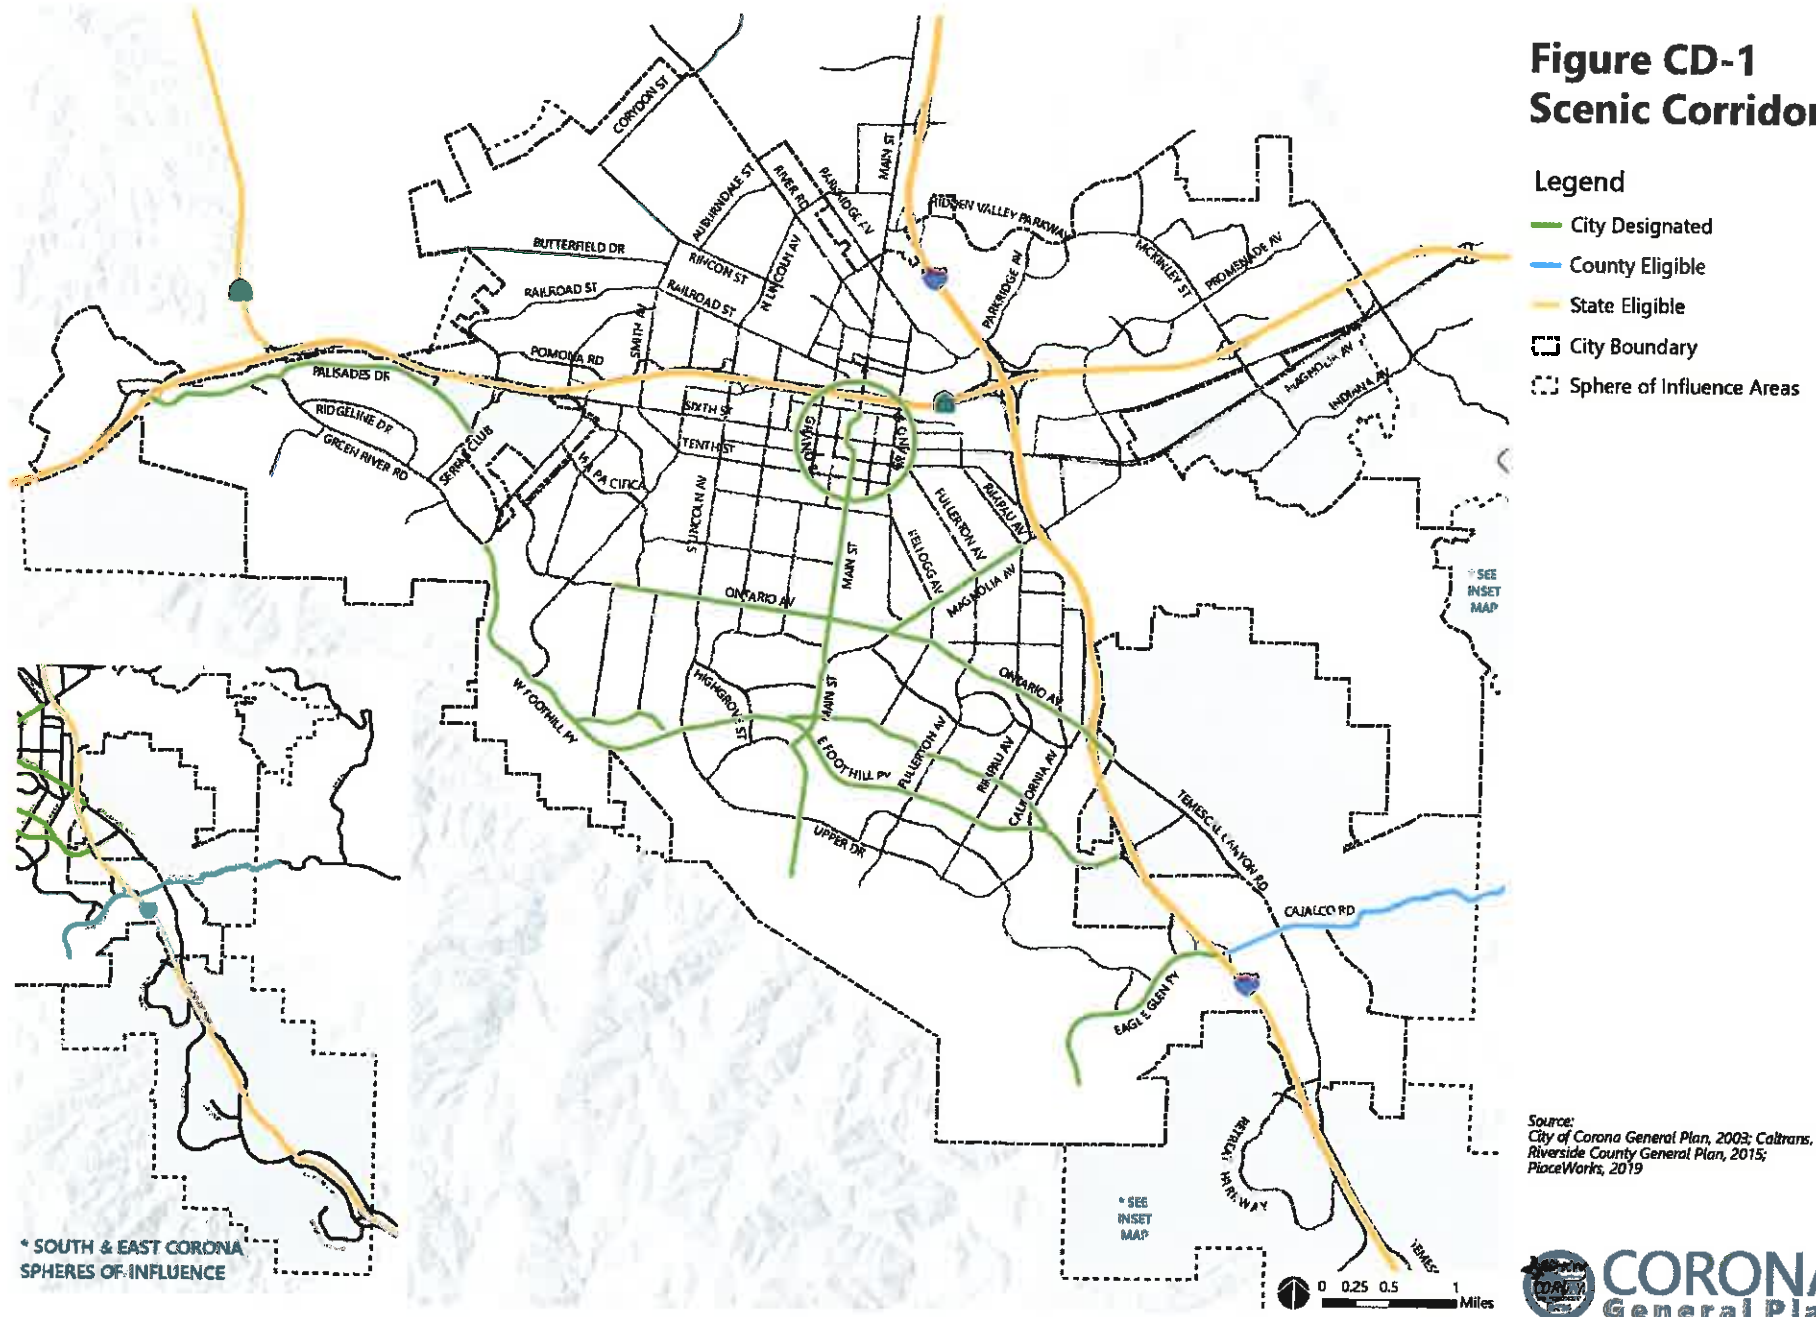 Figure CD-1
Scenic Corridor
Legend
City Designated
County Eligible
State Eligible
City Boundary
Sphere of Influence Areas
CORYDON ST
MAIN ST
AUBURNDALE ST
RIVER RD
PARKRIDGE AV
HIDDEN VALLEY PARKWAY
BUTTERFIELD DR
RINCON ST
N LINCOLN AV
PARKRIDGE AV
MCKINLEY ST
PROMENADE AV
RAILROAD ST
RAILROAD ST
SMITH AV
POMONA RD
PALISADES DR
MAGNOLIA AV
INDIANA AV
RIDGELINE DR
SIXTH ST
GRAND
GRAND
GREEN RIVER RD
SERFAS CLUB
TENTH ST
VIA PACIFICA
S LINCOLN AV
FULLERTON AV
RIMPAU AV
KELLOGG AV
MAIN ST
MAGNOLIA AV
ONTARIO AV
* SEE
INSET
MAP
W FOOTHILL PY
HIGHGROVE ST
MAIN ST
ONTARIO AV
E FOOTHILL PY
FULLERTON AV
RIMPAU AV
CALIFORNIA AV
UPPER DR
TEMESCAL CANYON RD
CAJALCO RD
EAGLE GLEN PY
RETREAT PARKWAY
TEMES
* SEE
INSET
MAP
* SOUTH & EAST CORONA
SPHERES OF INFLUENCE
0 0.25 0.5 1
Miles
Source:
City of Corona General Plan, 2003; Caltrans,
Riverside County General Plan, 2015;
PlaceWorks, 2019
CORONA
General Pla